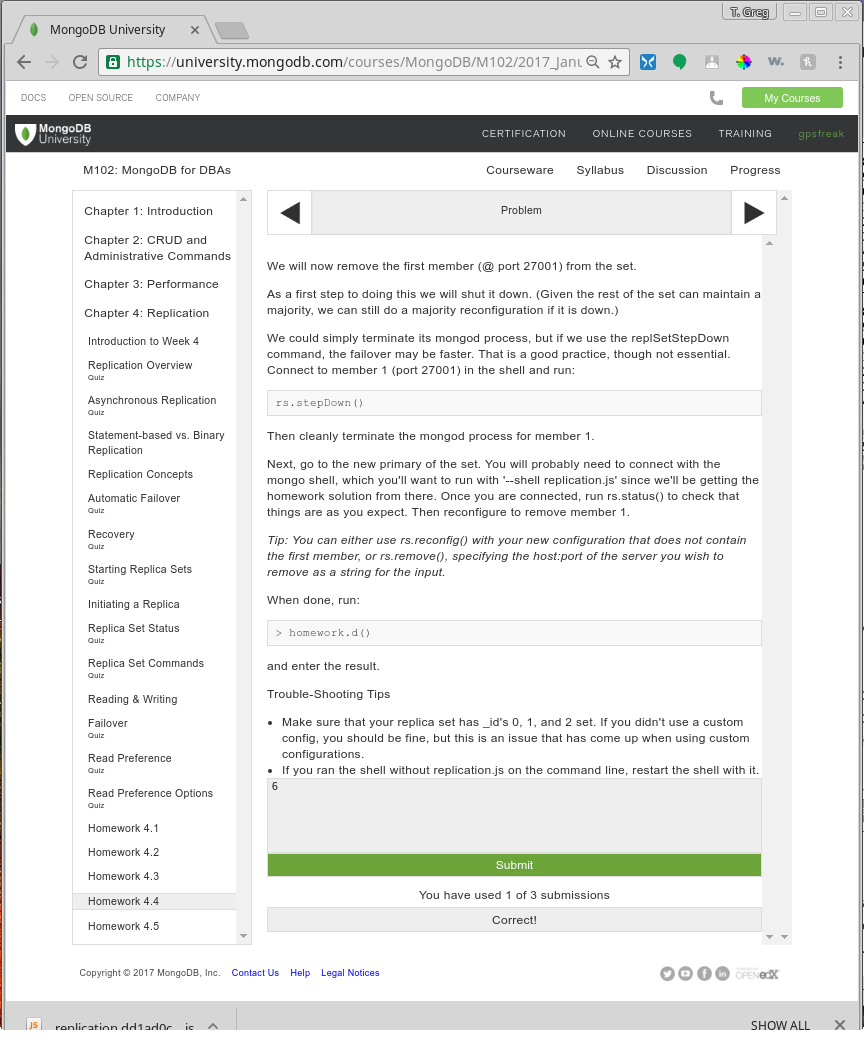 T. Greg
MongoDB University
https://university.mongodb.com/courses/MongoDB/M102/2017_Janu
DOCS OPEN SOURCE COMPANY
My Courses
MongoDB
University
CERTIFICATION ONLINE COURSES TRAINING gpsfreak
M102: MongoDB for DBAs
Courseware Syllabus Discussion Progress
Chapter 1: Introduction
Chapter 2: CRUD and
Administrative Commands
Chapter 3: Performance
Chapter 4: Replication
Introduction to Week 4
Replication Overview
Quiz
Asynchronous Replication
Quiz
Statement-based vs. Binary
Replication
Replication Concepts
Automatic Failover
Quiz
Recovery
Quiz
Starting Replica Sets
Quiz
Initiating a Replica
Replica Set Status
Quiz
Replica Set Commands
Quiz
Reading & Writing
Failover
Quiz
Read Preference
Quiz
Read Preference Options
Quiz
Homework 4.1
Homework 4.2
Homework 4.3
Homework 4.4
Homework 4.5
Problem
We will now remove the first member (@ port 27001) from the set.
As a first step to doing this we will shut it down. (Given the rest of the set can maintain a
majority, we can still do a majority reconfiguration if it is down.)
We could simply terminate its mongod process, but if we use the replSetStepDown
command, the failover may be faster. That is a good practice, though not essential.
Connect to member 1 (port 27001) in the shell and run:
rs.stepDown()
Then cleanly terminate the mongod process for member 1.
Next, go to the new primary of the set. You will probably need to connect with the
mongo shell, which you'll want to run with '--shell replication.js' since we'll be getting the
homework solution from there. Once you are connected, run rs.status() to check that
things are as you expect. Then reconfigure to remove member 1.
Tip: You can either use rs.reconfig() with your new configuration that does not contain
the first member, or rs.remove(), specifying the host:port of the server you wish to
remove as a string for the input.
When done, run:
> homework.d()
and enter the result.
Trouble-Shooting Tips
• Make sure that your replica set has _id's 0, 1, and 2 set. If you didn't use a custom
config, you should be fine, but this is an issue that has come up when using custom
configurations.
• If you ran the shell without replication.js on the command line, restart the shell with it.
6
Submit
You have used 1 of 3 submissions
Correct!
Copyright © 2017 MongoDB, Inc. Contact Us Help Legal Notices
OPENedX
replication.dd1ad0c....js
SHOW ALL